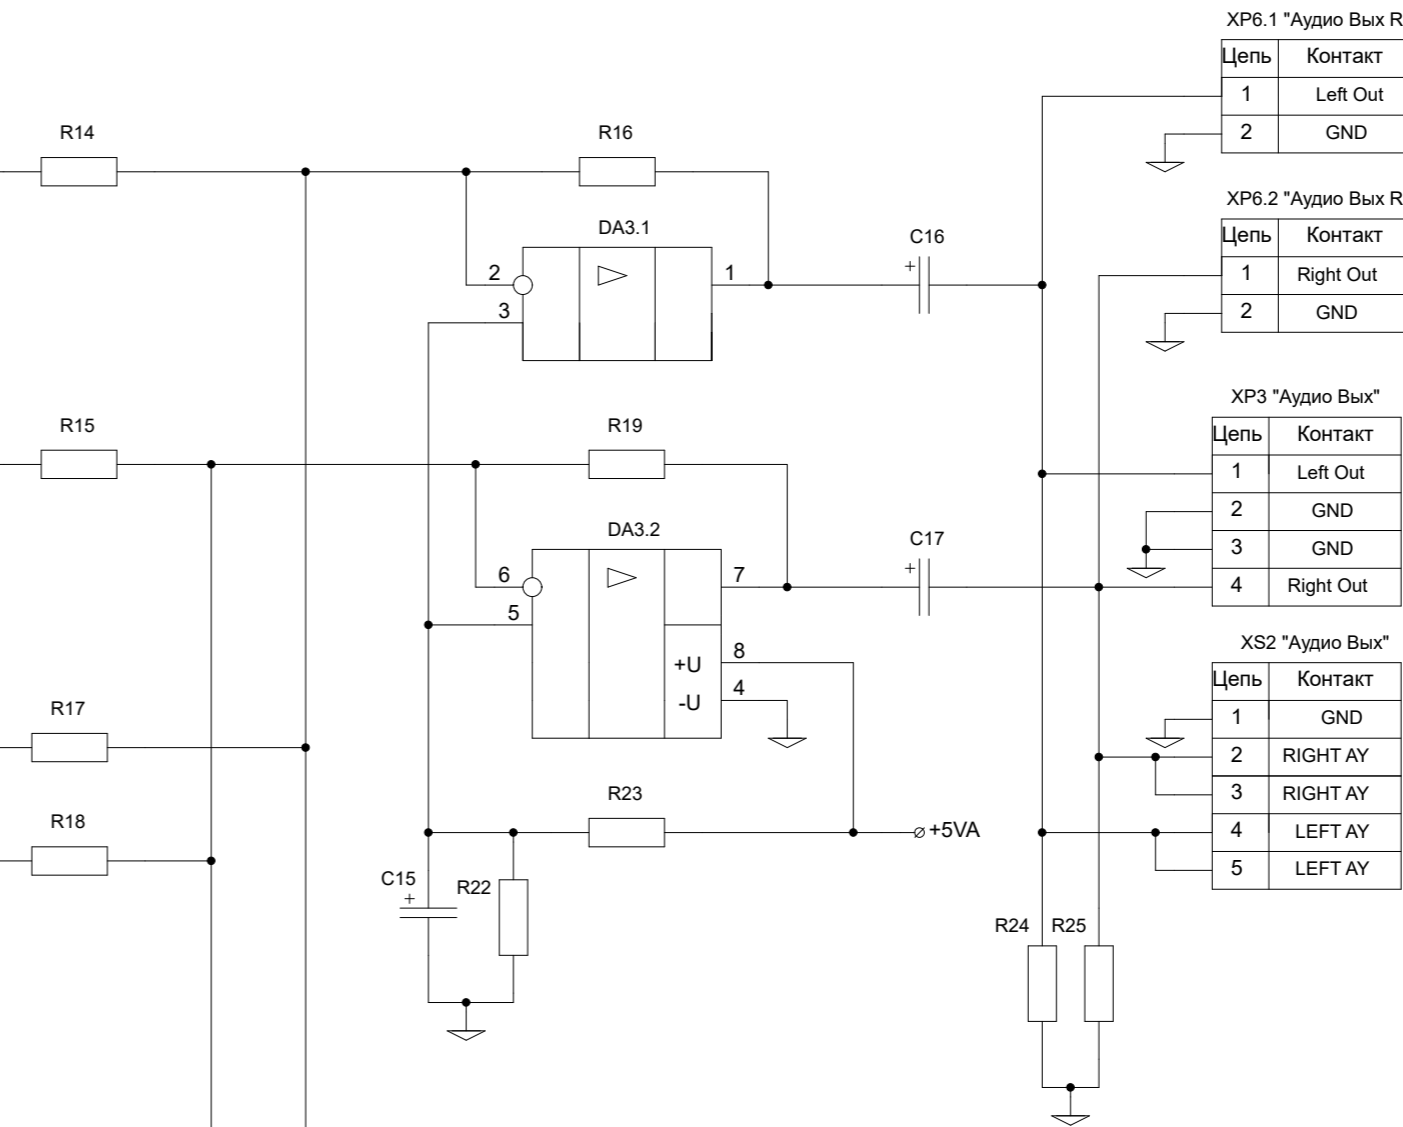 XP6.1 "Аудио Вых R
Цепь Контакт
1 Left Out
2 GND
R14
R16
XP6.2 "Аудио Вых R
Цепь Контакт
1 Right Out
2 GND
DA3.1
2
3
1
C16
+
XP3 "Аудио Вых"
Цепь Контакт
1 Left Out
2 GND
3 GND
4 Right Out
R15
R19
DA3.2
6
5
7
8
+U
4
-U
C17
+
XS2 "Аудио Вых"
Цепь Контакт
1 GND
2 RIGHT AY
3 RIGHT AY
4 LEFT AY
5 LEFT AY
R17
R18
R23
+5VA
C15
+
R22
R24 R25